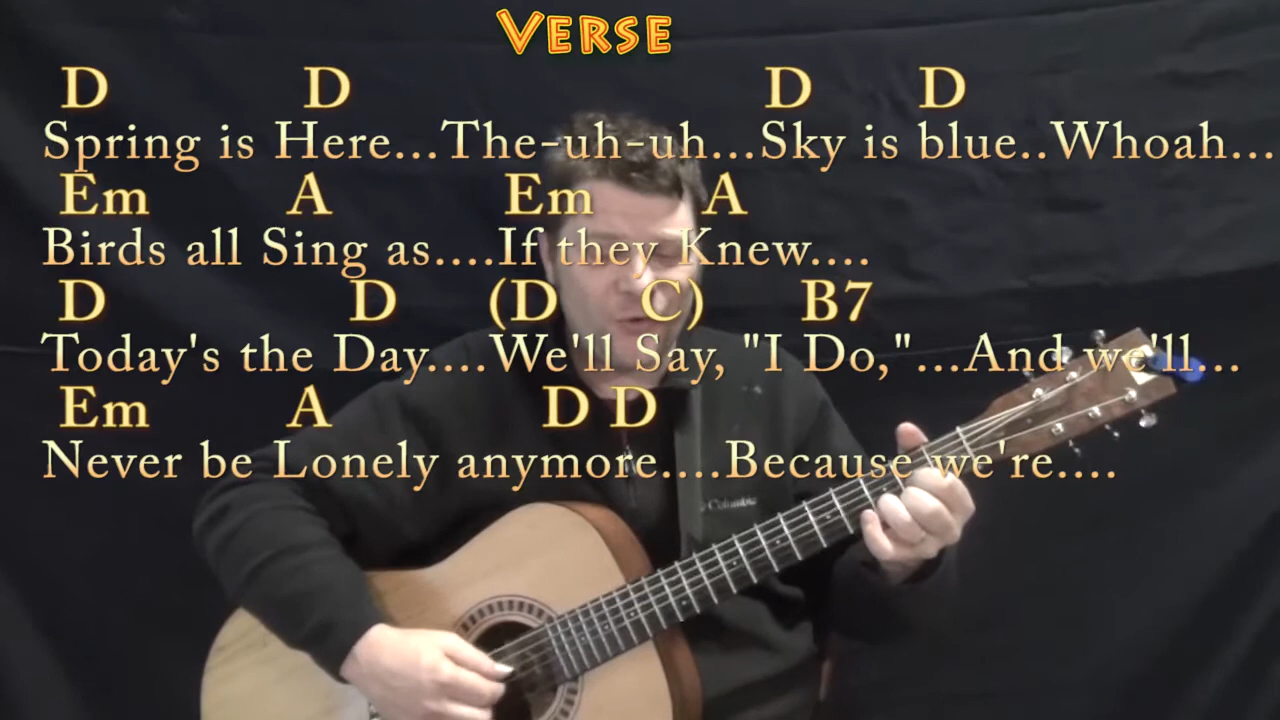 VERSE
D D D D
Spring is Here...The-uh-uh...Sky is blue..Whoah...
Em A Em A
Birds all Sing as....If they Knew....
D D (D C) B7
Today's the Day....We'll Say, "I Do,"...And we'll...
Em A D D
Never be Lonely anymore....Because we're....
Columbia